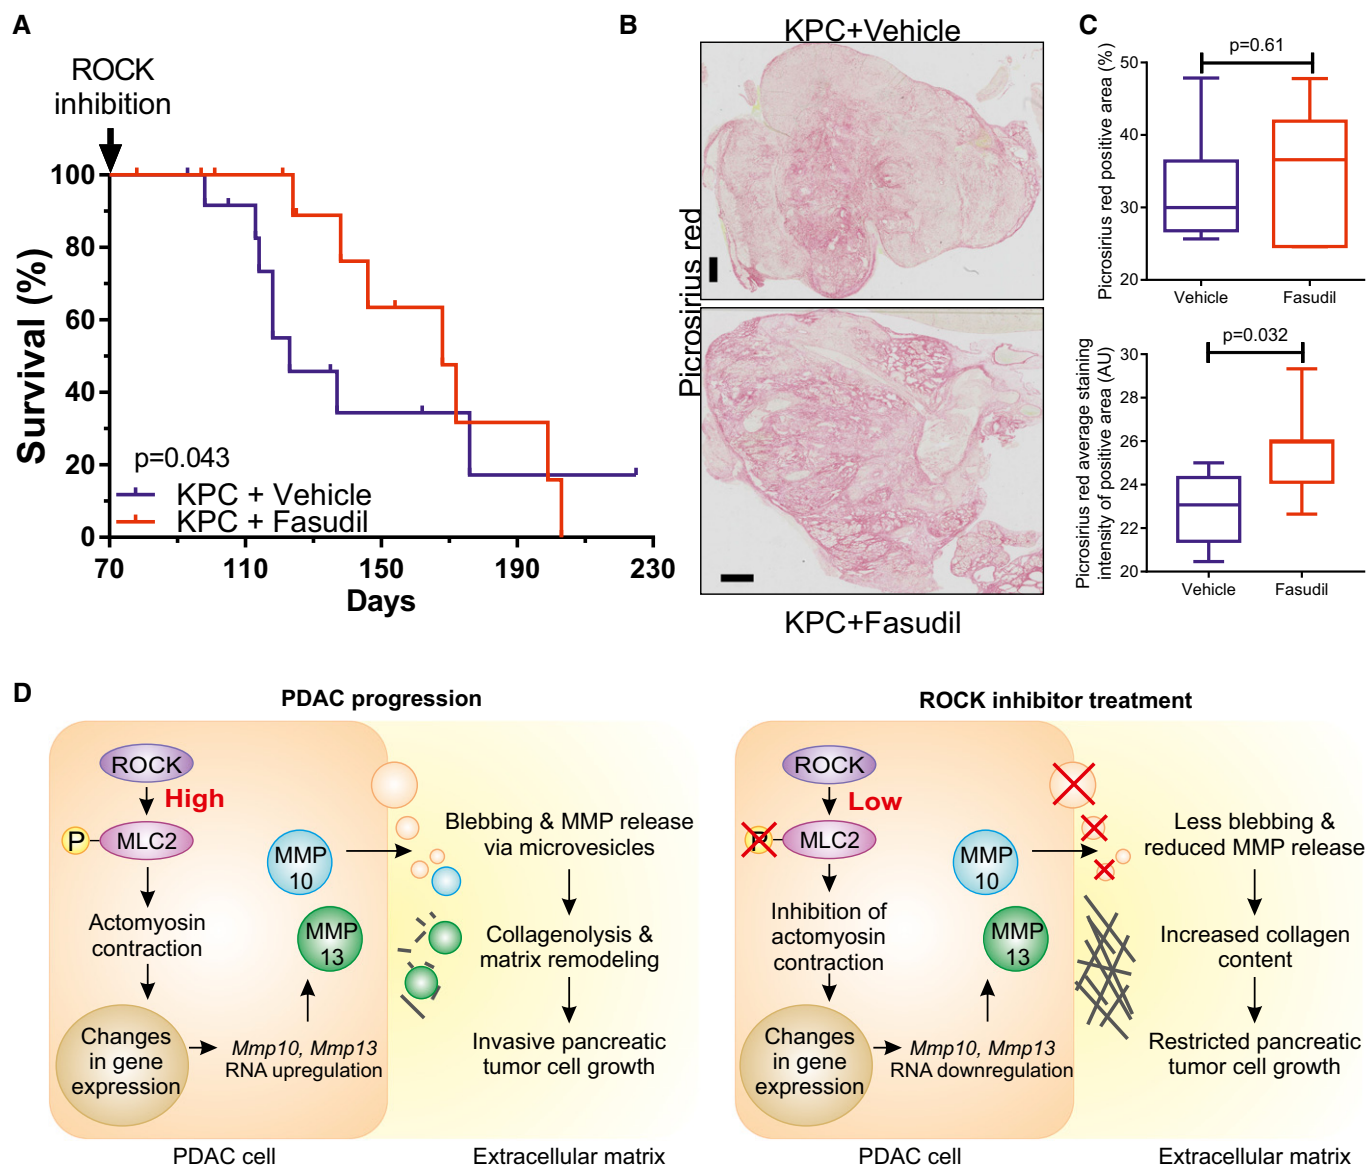 A
ROCK
inhibition
100
80
60
40
20
0
Survival (%)
p=0.043
KPC + Vehicle
KPC + Fasudil
70
110
150
190
230
Days
B
KPC+Vehicle
Picrosirius red
KPC+Fasudil
C
Picrosirius red positive area (%)
p=0.61
50
40
30
20
Vehicle
Fasudil
Picrosirius red average staining
intensity of positive area (AU)
p=0.032
30
28
26
24
22
20
Vehicle
Fasudil
D
PDAC progression
ROCK
High
P
MLC2
Actomyosin
contraction
Changes
in gene
expression
Mmp10, Mmp13
RNA upregulation
MMP
10
MMP
13
Blebbing & MMP release
via microvesicles
Collagenolysis &
matrix remodeling
Invasive pancreatic
tumor cell growth
PDAC cell
Extracellular matrix
ROCK inhibitor treatment
ROCK
Low
P
MLC2
Inhibition of
actomyosin
contraction
Changes
in gene
expression
Mmp10, Mmp13
RNA downregulation
MMP
10
MMP
13
Less blebbing &
reduced MMP release
Increased collagen
content
Restricted pancreatic
tumor cell growth
PDAC cell
Extracellular matrix